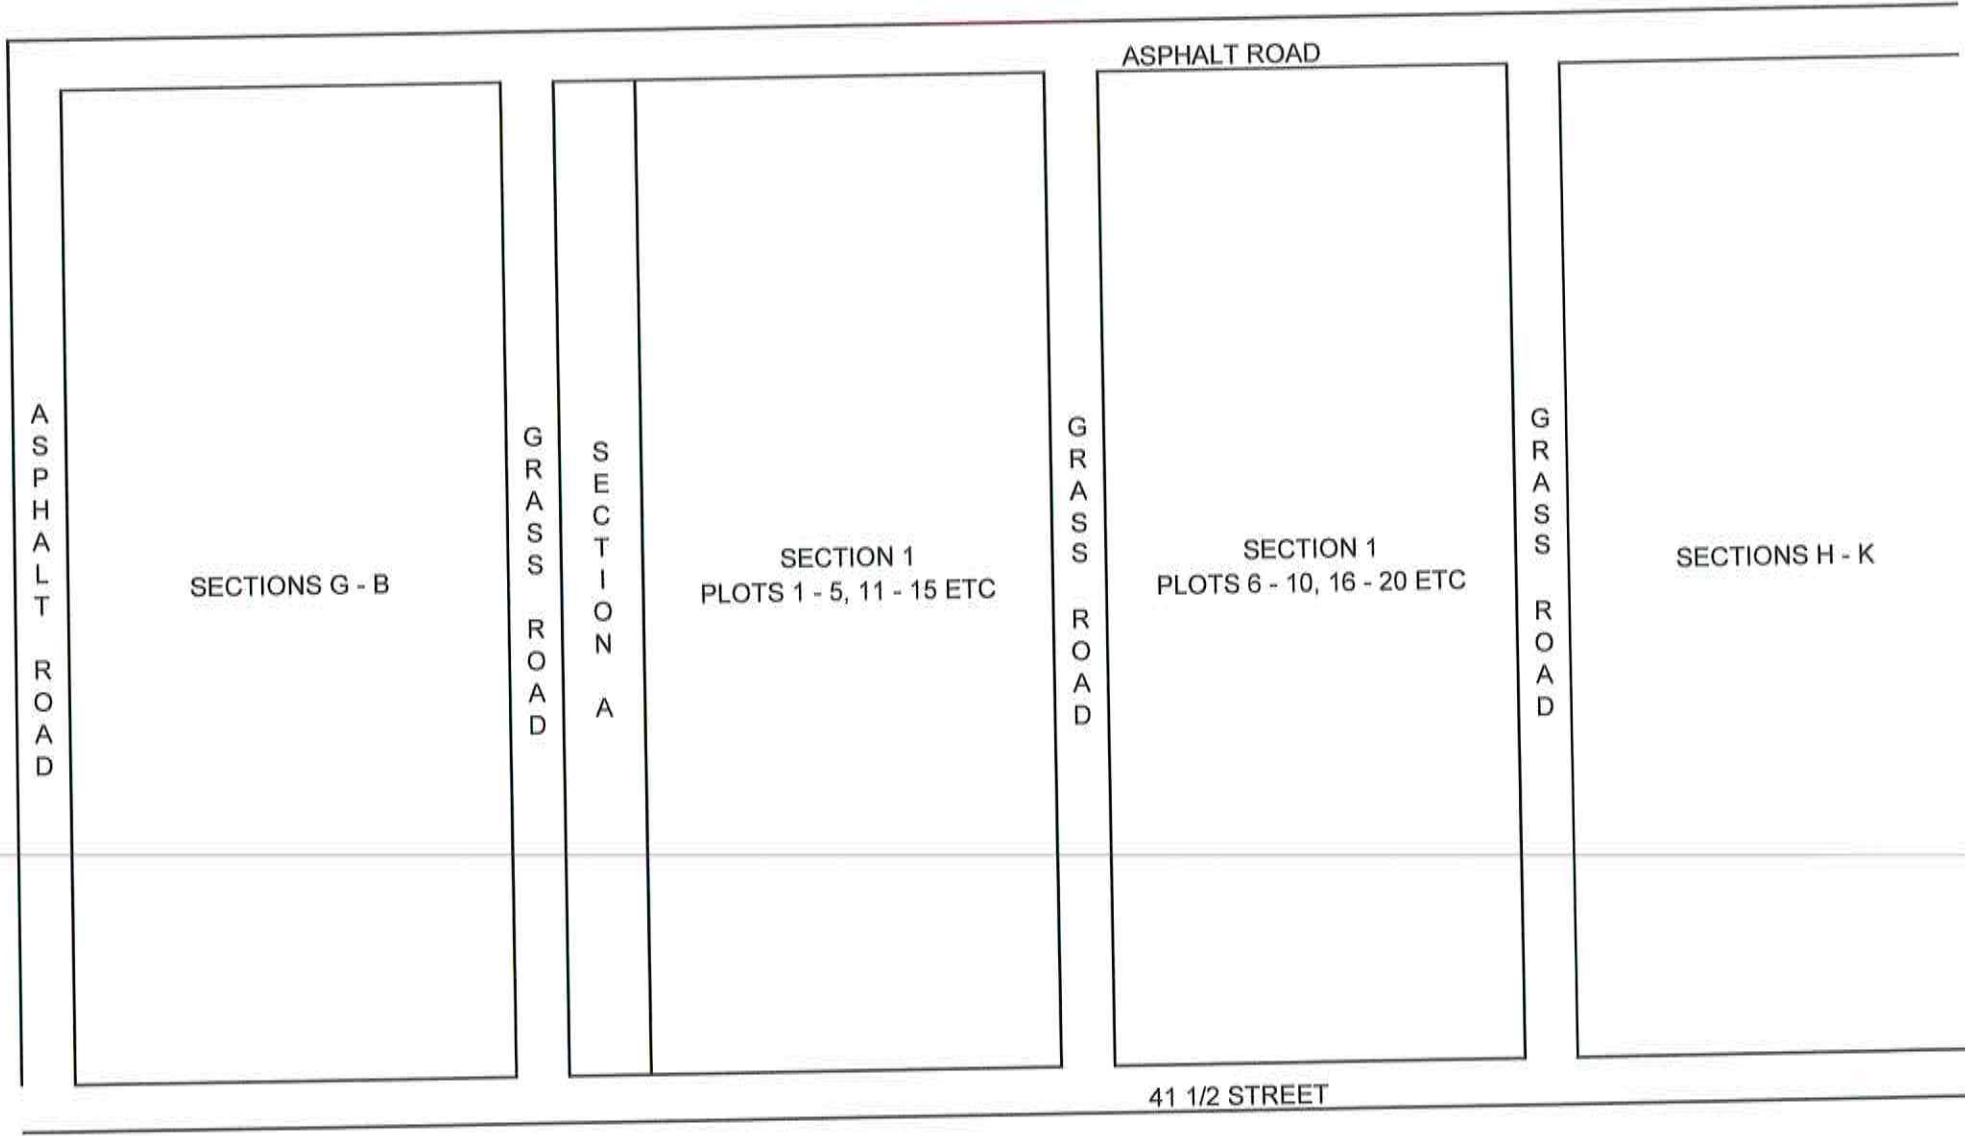 ASPHALT ROAD
ASPHALT ROAD
SECTIONS G - B
GRASS ROAD
SECTION A
SECTION 1
PLOTS 1 - 5, 11 - 15 ETC
GRASS ROAD
SECTION 1
PLOTS 6 - 10, 16 - 20 ETC
GRASS ROAD
SECTIONS H - K
41 1/2 STREET